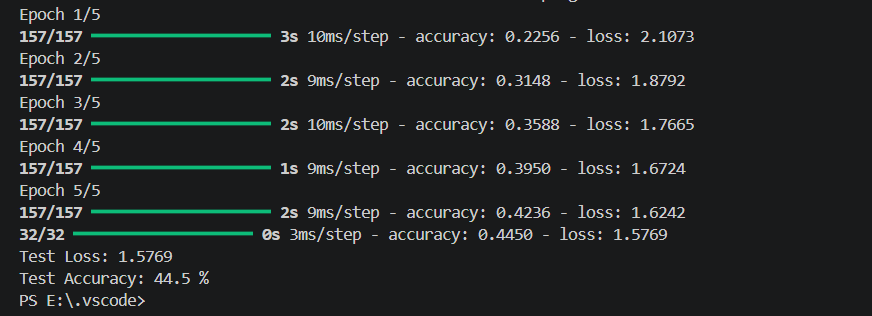 Epoch 1/5
157/157 3s 10ms/step - accuracy: 0.2256 - loss: 2.1073
Epoch 2/5
157/157 2s 9ms/step - accuracy: 0.3148 - loss: 1.8792
Epoch 3/5
157/157 2s 10ms/step - accuracy: 0.3588 - loss: 1.7665
Epoch 4/5
157/157 1s 9ms/step - accuracy: 0.3950 - loss: 1.6724
Epoch 5/5
157/157 2s 9ms/step - accuracy: 0.4236 - loss: 1.6242
32/32 0s 3ms/step - accuracy: 0.4450 - loss: 1.5769
Test Loss: 1.5769
Test Accuracy: 44.5 %
PS E:\.vscode>